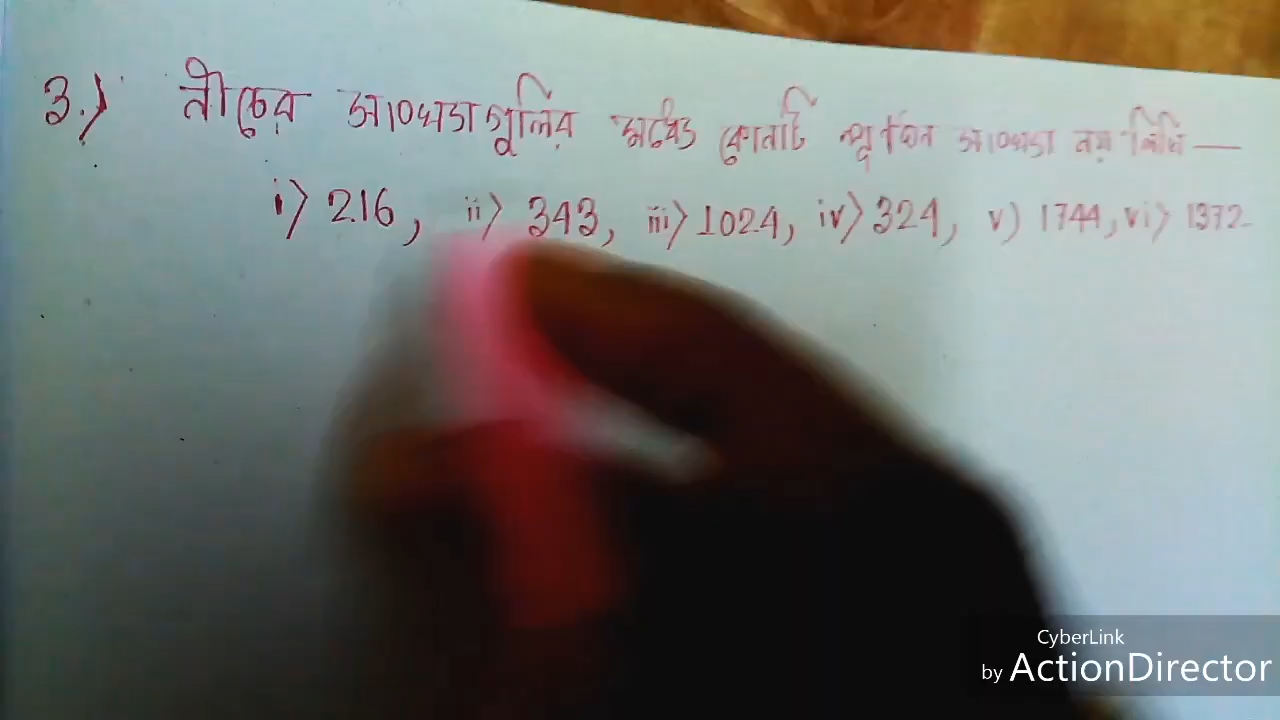 3.) নীচের সংখ্যাগুলির মধ্যে কোনটি পূর্ণঘন সংখ্যা নয় লিখি —
i) 216, ii) 343, iii) 1024, iv) 324, v) 1744, vi) 1372
CyberLink
by ActionDirector